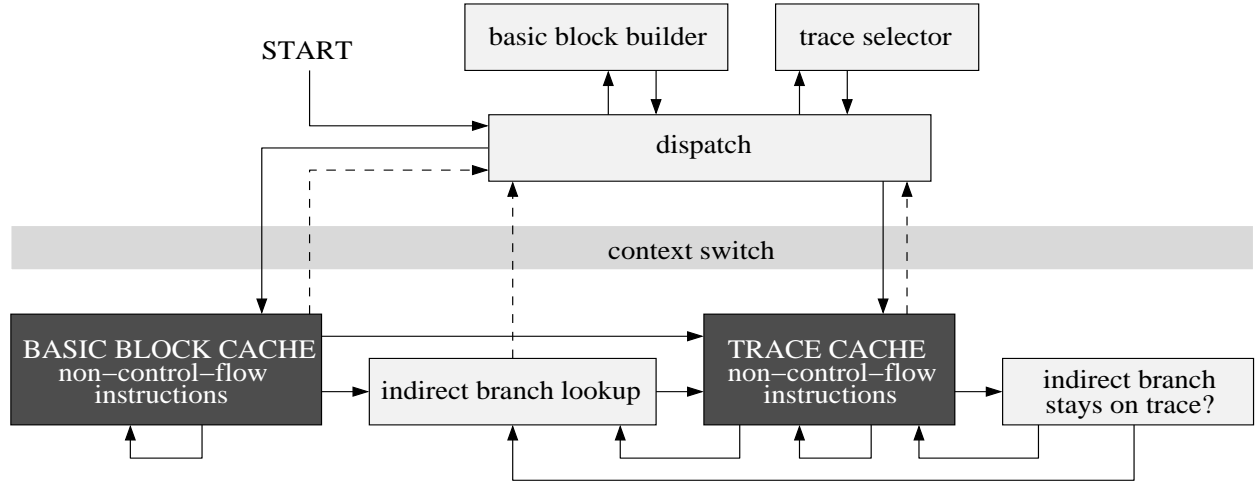 basic block builder
trace selector
START
dispatch
context switch
BASIC BLOCK CACHE
non−control−flow
instructions
indirect branch lookup
TRACE CACHE
non−control−flow
instructions
indirect branch
stays on trace?